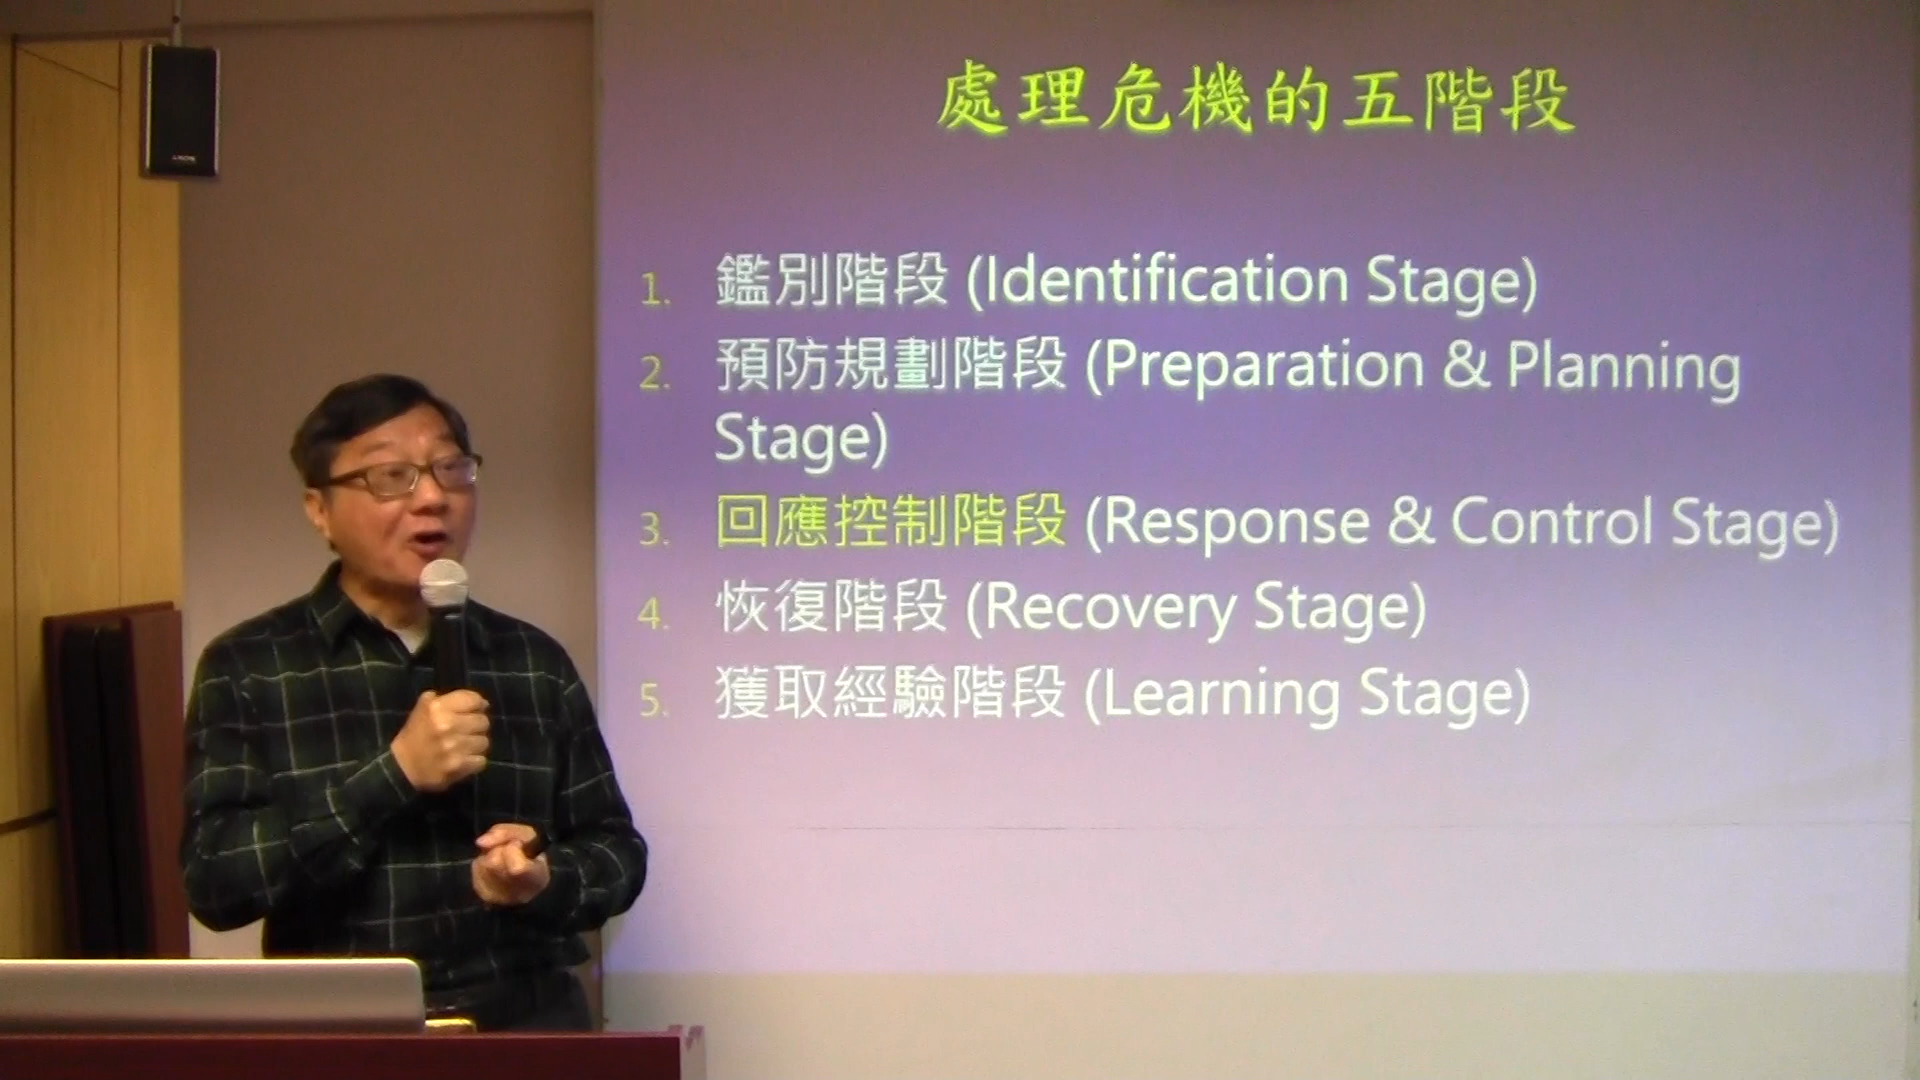 處理危機的五階段
1. 鑑別階段 (Identification Stage)
2. 預防規劃階段 (Preparation & Planning
Stage)
3. 回應控制階段 (Response & Control Stage)
4. 恢復階段 (Recovery Stage)
5. 獲取經驗階段 (Learning Stage)